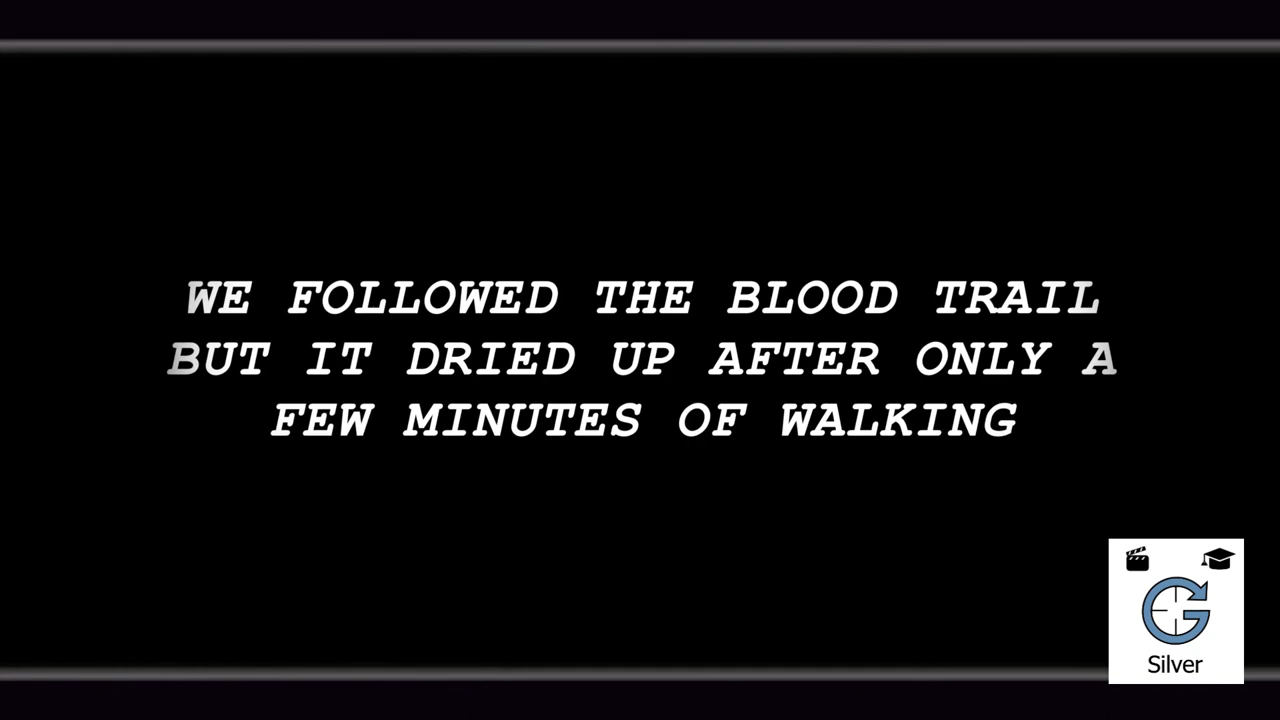 WE FOLLOWED THE BLOOD TRAIL
BUT IT DRIED UP AFTER ONLY A
FEW MINUTES OF WALKING
G
Silver